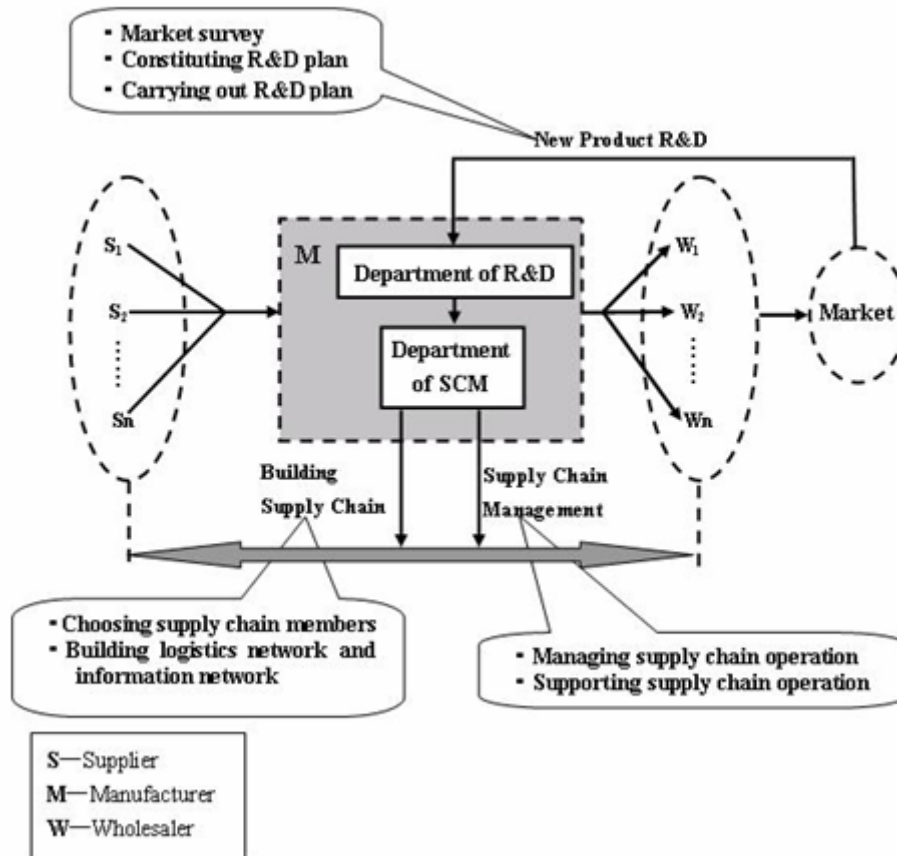 ▪ Market survey
▪ Constituting R&D plan
▪ Carrying out R&D plan
New Product R&D
S1
S2
......
Sn
M
Department of R&D
Department
of SCM
W1
W2
......
Wn
Market
Building
Supply Chain
Supply Chain
Management
▪ Choosing supply chain members
▪ Building logistics network and
information network
▪ Managing supply chain operation
▪ Supporting supply chain operation
S—Supplier
M—Manufacturer
W—Wholesaler